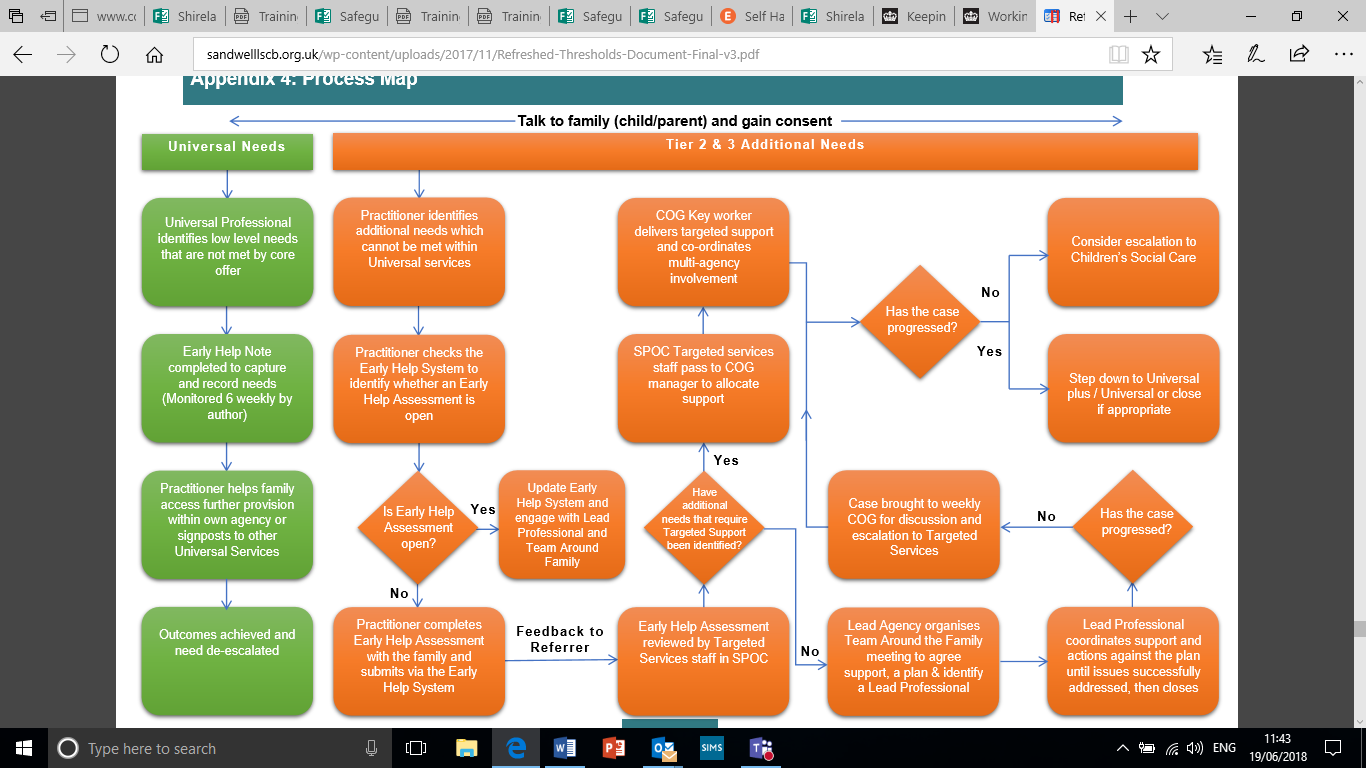 www.cc
Shirela
Trainin
Safegu
Trainin
Trainin
Safegu
Safegu
Self Ha
Shirela
Keepin
Workin
Ref
sandwelllscb.org.uk/wp-content/uploads/2017/11/Refreshed-Thresholds-Document-Final-v3.pdf
Appendix 4: Process Map
Talk to family (child/parent) and gain consent
Universal Needs
Tier 2 & 3 Additional Needs
Universal Professional
identifies low level needs
that are not met by core
offer
Early Help Note
completed to capture
and record needs
(Monitored 6 weekly by
author)
Practitioner helps family
access further provision
within own agency or
signposts to other
Universal Services
Outcomes achieved and
need de-escalated
Practitioner identifies
additional needs which
cannot be met within
Universal services
Practitioner checks the
Early Help System to
identify whether an Early
Help Assessment is
open
Is Early Help
Assessment
open?
Yes
Update Early
Help System and
engage with Lead
Professional and
Team Around
Family
No
Practitioner completes
Early Help Assessment
with the family and
submits via the Early
Help System
Feedback to
Referrer
Early Help Assessment
reviewed by Targeted
Services staff in SPOC
Have
additional
needs that require
Targeted Support
been identified?
Yes
SPOC Targeted services
staff pass to COG
manager to allocate
support
COG Key worker
delivers targeted support
and co-ordinates
multi-agency
involvement
No
Lead Agency organises
Team Around the Family
meeting to agree
support, a plan & identify
a Lead Professional
Lead Professional
coordinates support and
actions against the plan
until issues successfully
addressed, then closes
Has the case
progressed?
No
Case brought to weekly
COG for discussion and
escalation to Targeted
Services
Has the case
progressed?
No
Consider escalation to
Children's Social Care
Yes
Step down to Universal
plus / Universal or close
if appropriate
Type here to search
SIMS
ENG
11:43
19/06/2018